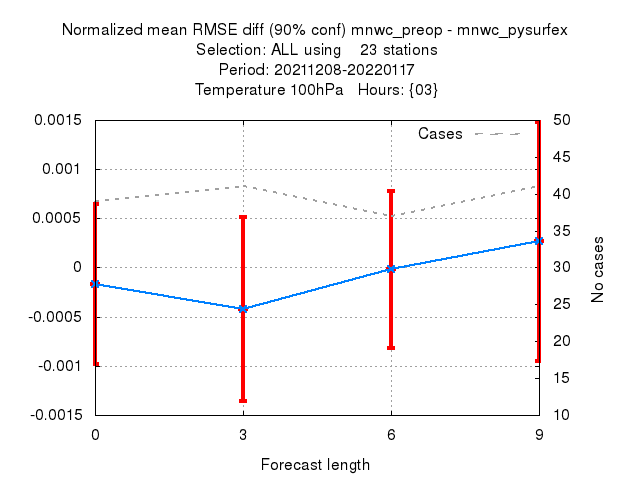 Normalized mean RMSE diff (90% conf) mnwc_preop - mnwc_pysurfex
Selection: ALL using    23 stations
Period: 20211208-20220117
Temperature 100hPa   Hours: {03}
Cases
0.0015
0.001
0.0005
0
-0.0005
-0.001
-0.0015
50
45
40
35
30
25
20
15
10
No cases
0 3 6 9
Forecast length